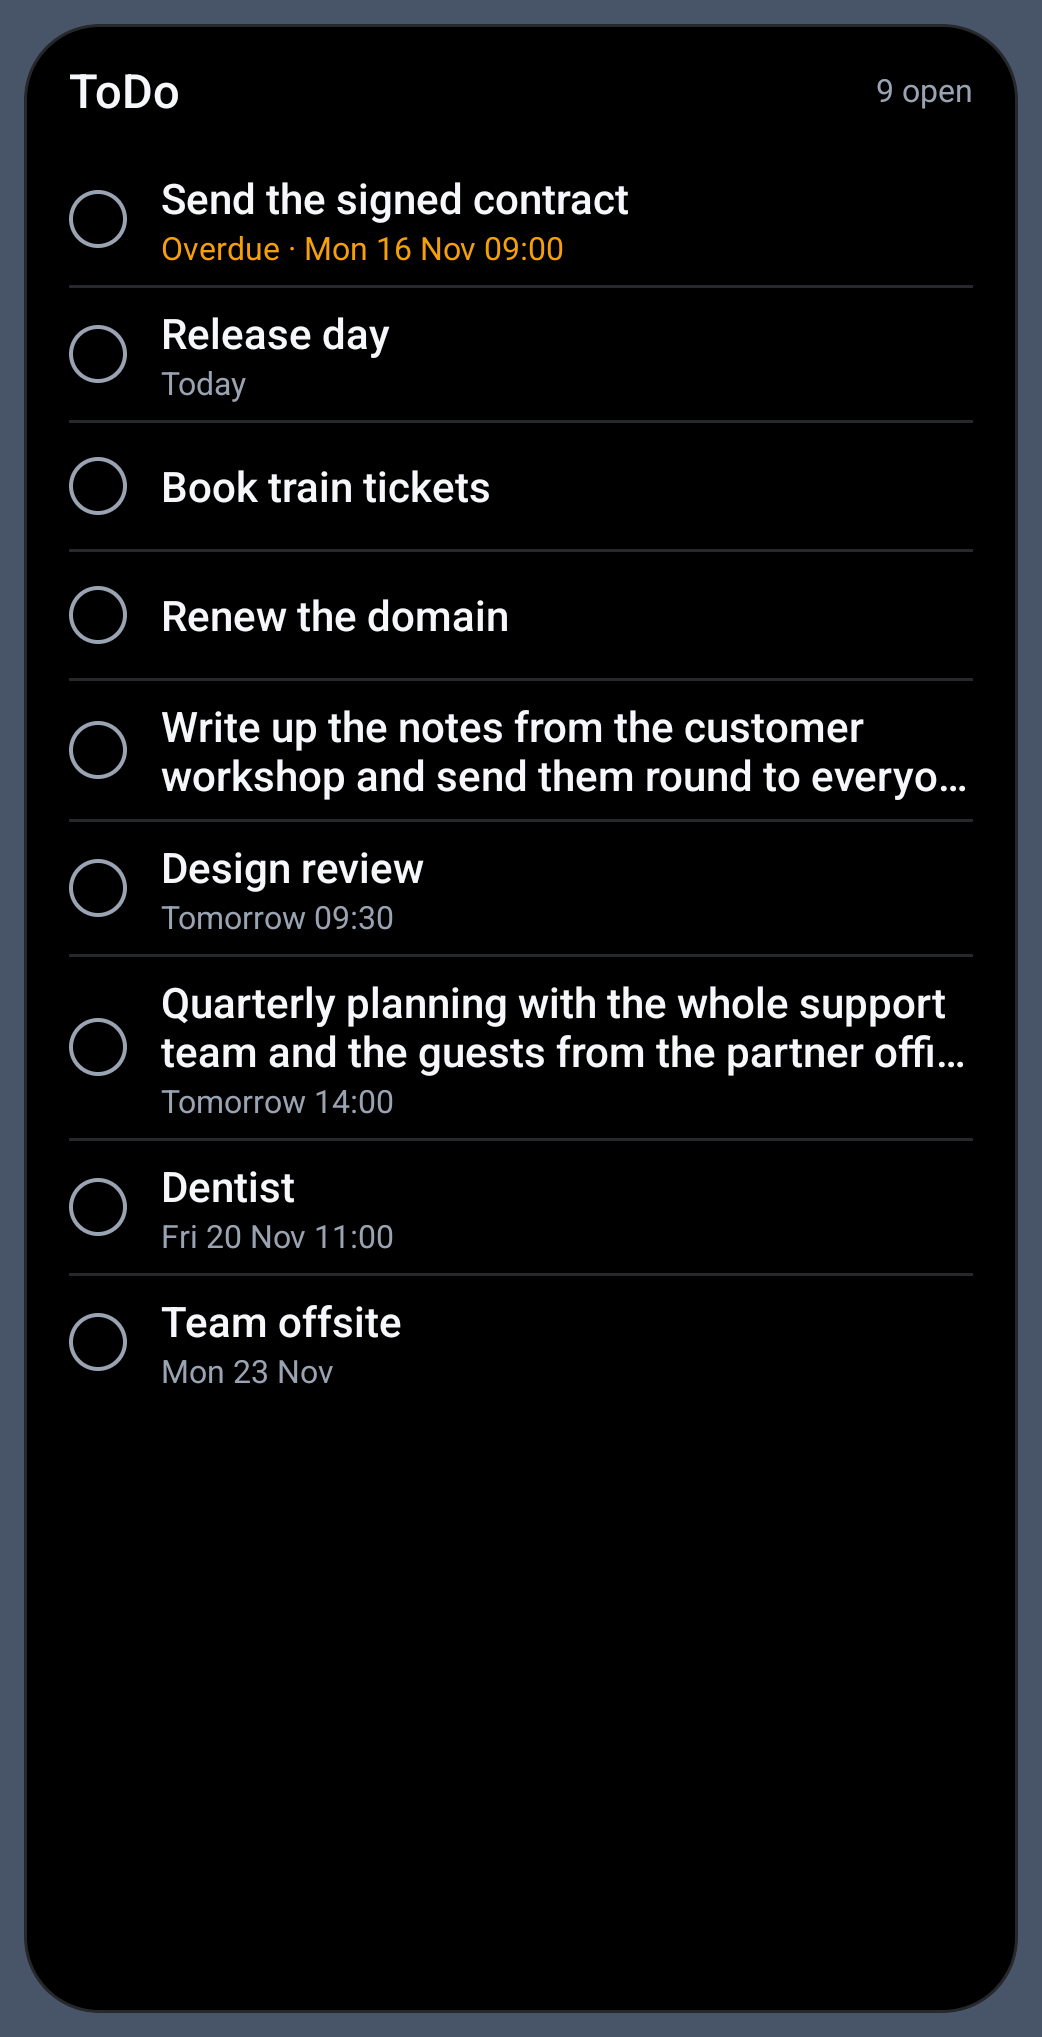 ToDo
9 open
Send the signed contract
Overdue · Mon 16 Nov 09:00
Release day
Today
Book train tickets
Renew the domain
Write up the notes from the customer
workshop and send them round to everyo…
Design review
Tomorrow 09:30
Quarterly planning with the whole support
team and the guests from the partner offi…
Tomorrow 14:00
Dentist
Fri 20 Nov 11:00
Team offsite
Mon 23 Nov